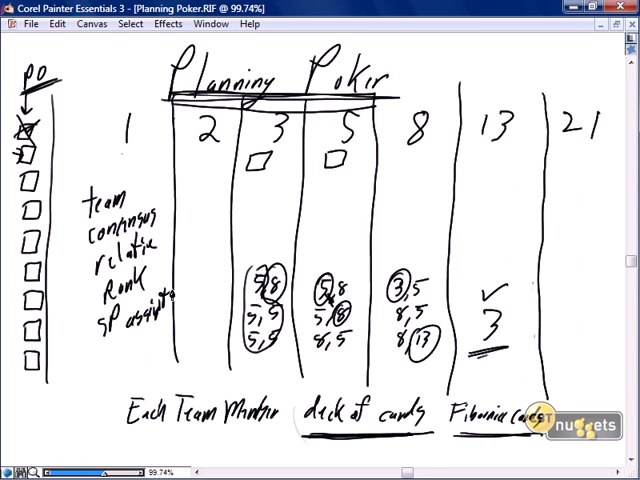 Corel Painter Essentials 3 - [Planning Poker.RIF @ 99.74%]
File Edit Effects Window Help
PO
Planning Poker
1 2 3 5 8 13 21
team
consensus
relative
Rank
SP assignt
5, 8 5, 8 3, 5
5, 5 5, 8 8, 5 3
5, 5 8, 5 8, 13
Each Team Member deck of cards Fibonacci cards
CBT
nuggets
99.74%